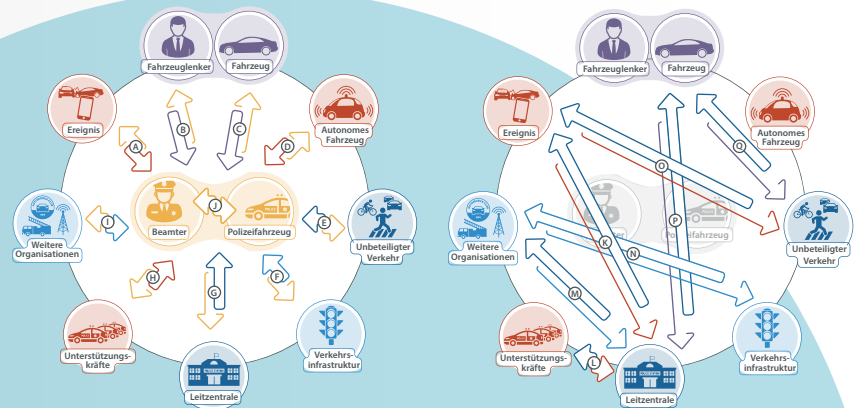 Fahrzeuglenker
Fahrzeug
Ereignis
Autonomes
Fahrzeug
A
B
C
D
Beamter
J
Polizeifahrzeug
I
E
Weitere
Organisationen
Unbeteiligter
Verkehr
H
G
F
Unterstützungs-
kräfte
Verkehrs-
infrastruktur
Leitzentrale
Fahrzeuglenker
Fahrzeug
Ereignis
Autonomes
Fahrzeug
Q
O
P
K
N
Polizeifahrzeug
Weitere
Organisationen
Unbeteiligter
Verkehr
M
Unterstützungs-
kräfte
L
Verkehrs-
infrastruktur
Leitzentrale